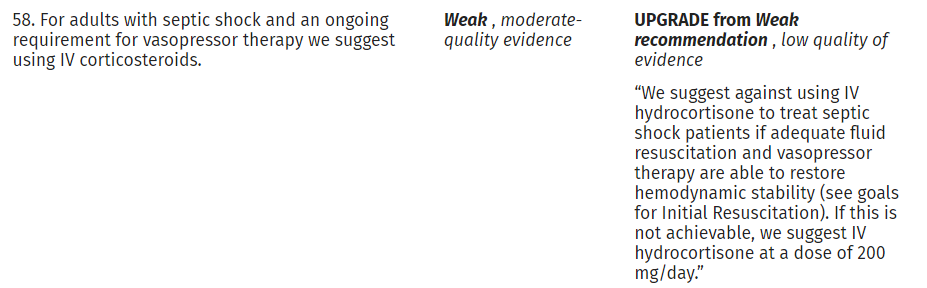 58. For adults with septic shock and an ongoing
requirement for vasopressor therapy we suggest
using IV corticosteroids.
Weak , moderate-
quality evidence
UPGRADE from Weak
recommendation , low quality of
evidence
“We suggest against using IV
hydrocortisone to treat septic
shock patients if adequate fluid
resuscitation and vasopressor
therapy are able to restore
hemodynamic stability (see goals
for Initial Resuscitation). If this is
not achievable, we suggest IV
hydrocortisone at a dose of 200
mg/day.”